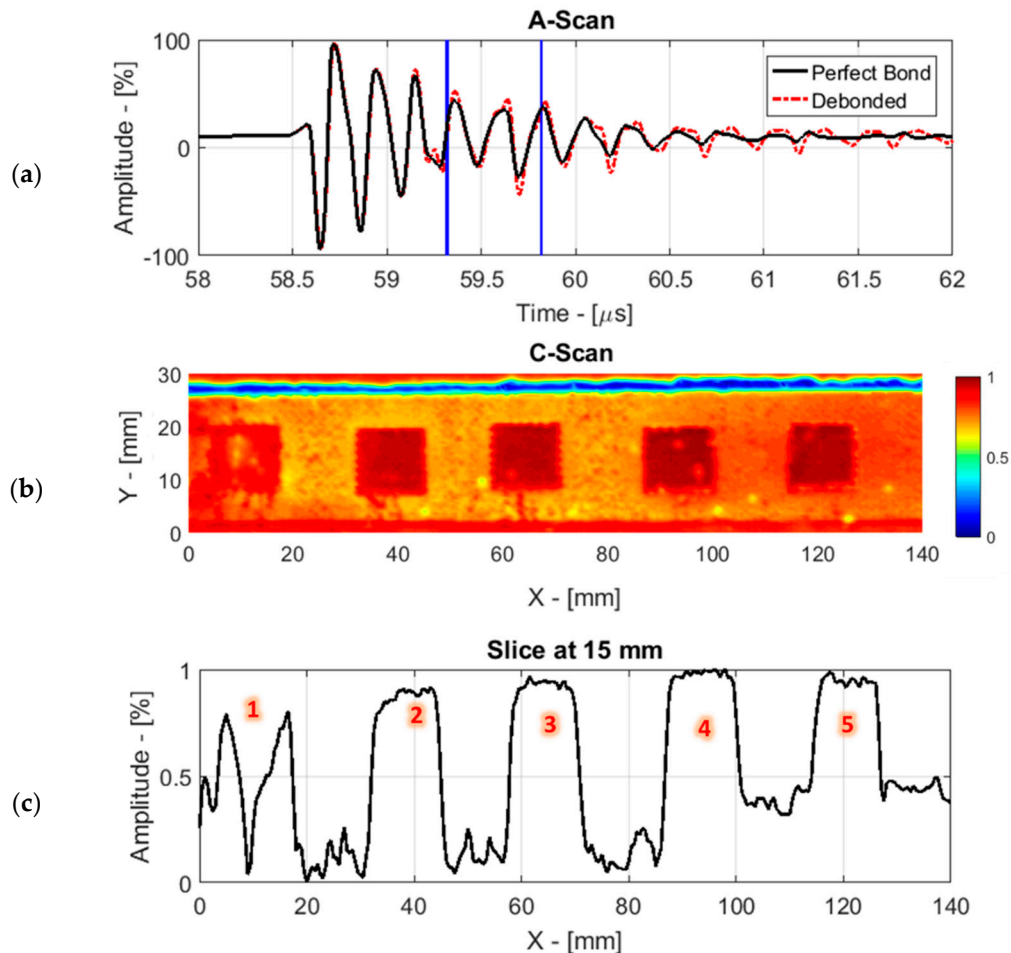 A-Scan
(a)
Amplitude - [%]
100
0
-100
Perfect Bond
Debonded
58 58.5 59 59.5 60 60.5 61 61.5 62
Time - [µs]
C-Scan
(b)
Y - [mm]
30
20
10
0
0 20 40 60 80 100 120 140
X - [mm]
1
0.5
0
Slice at 15 mm
(c)
Amplitude - [%]
1
0.5
0
1 2 3 4 5
0 20 40 60 80 100 120 140
X - [mm]